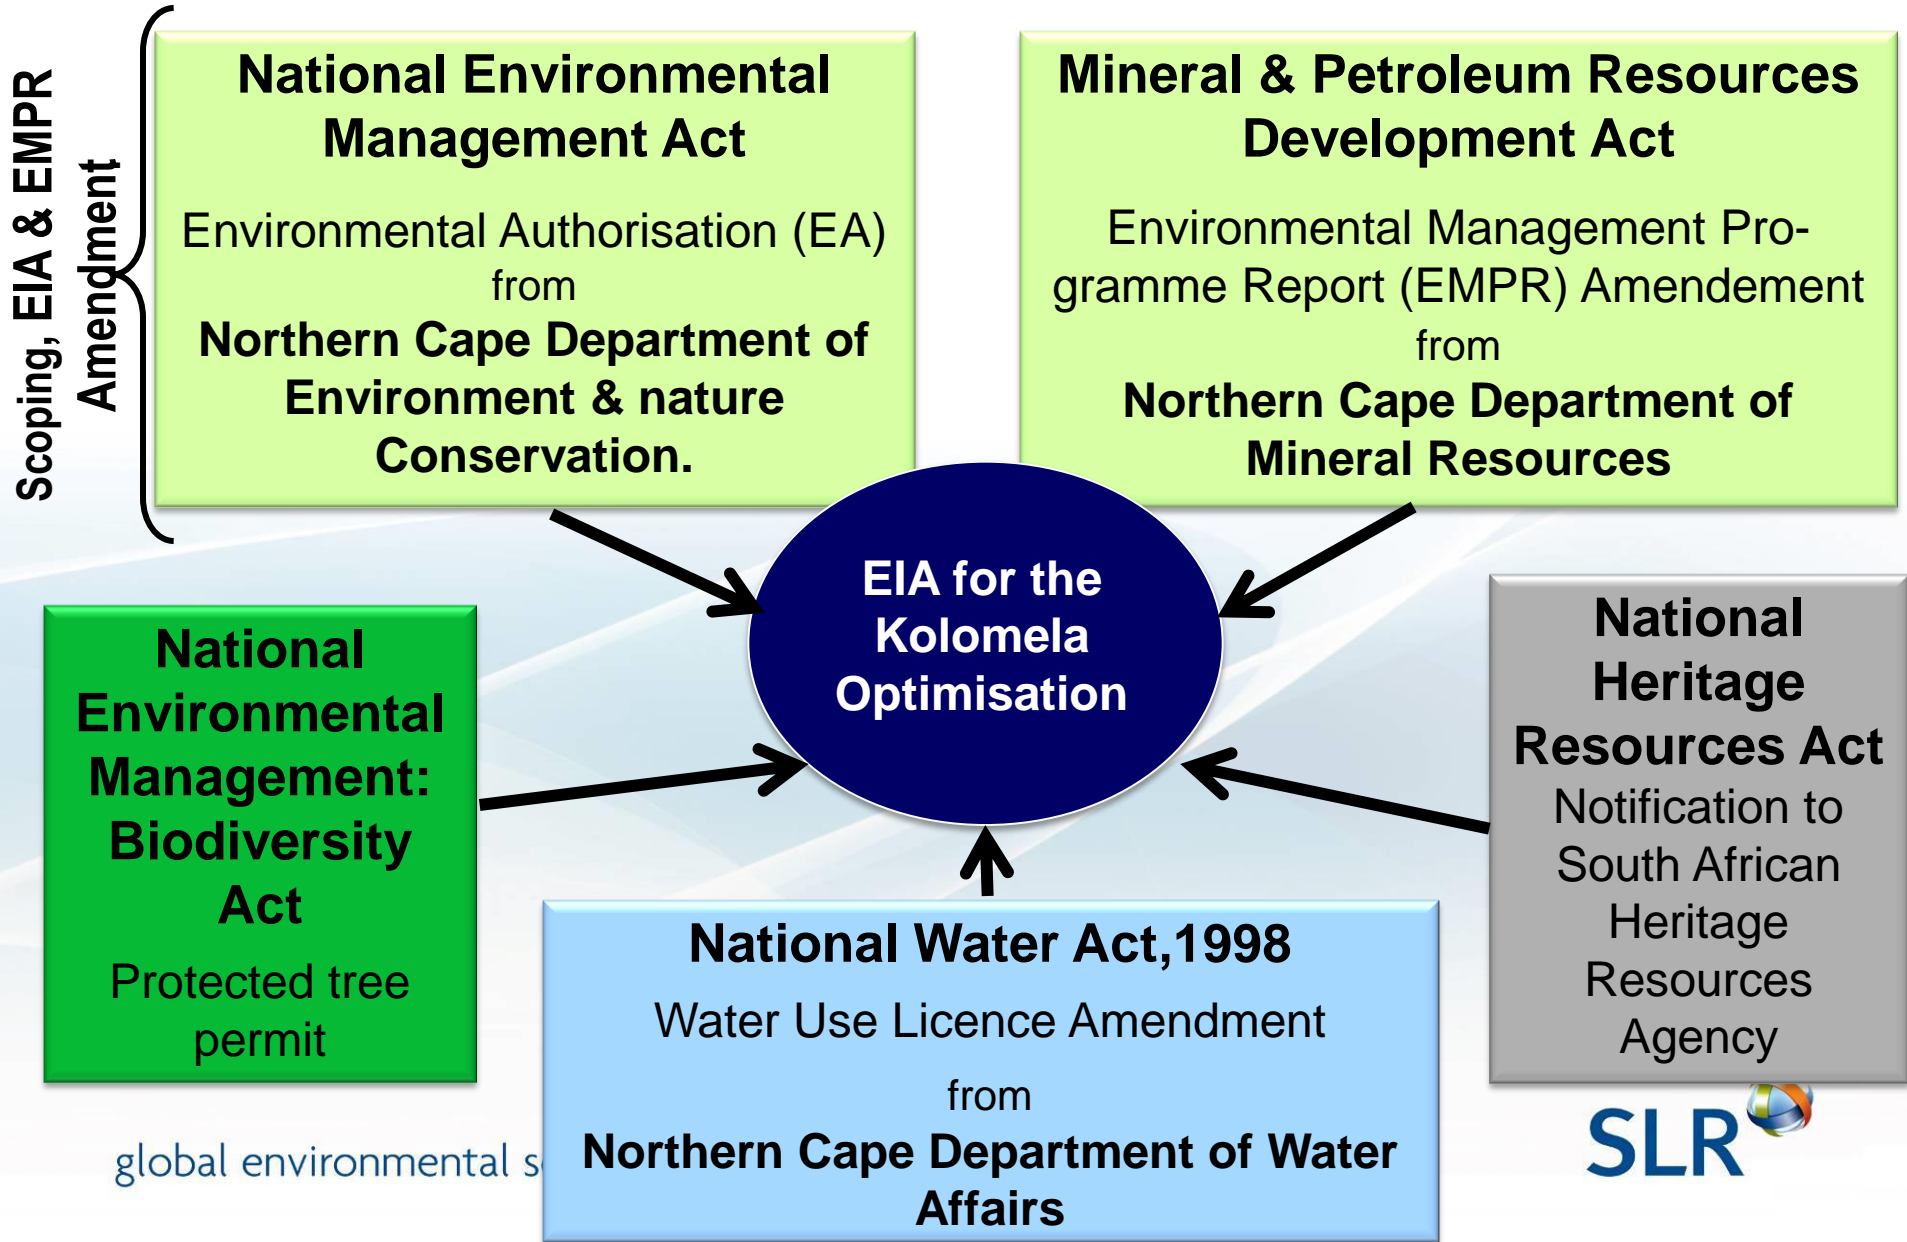 Scoping, EIA & EMPR
Amendment
National Environmental
Management Act
Environmental Authorisation (EA)
from
Northern Cape Department of
Environment & nature
Conservation.
Mineral & Petroleum Resources
Development Act
Environmental Management Pro-
gramme Report (EMPR) Amendement
from
Northern Cape Department of
Mineral Resources
EIA for the
Kolomela
Optimisation
National
Environmental
Management:
Biodiversity
Act
Protected tree
permit
National Water Act,1998
Water Use Licence Amendment
from
Northern Cape Department of Water
Affairs
National
Heritage
Resources Act
Notification to
South African
Heritage
Resources
Agency
global environmental s
SLR